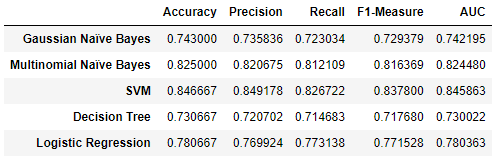 Accuracy Precision Recall F1-Measure AUC
Gaussian Naïve Bayes 0.743000 0.735836 0.723034 0.729379 0.742195
Multinomial Naïve Bayes 0.825000 0.820675 0.812109 0.816369 0.824480
SVM 0.846667 0.849178 0.826722 0.837800 0.845863
Decision Tree 0.730667 0.720702 0.714683 0.717680 0.730022
Logistic Regression 0.780667 0.769924 0.773138 0.771528 0.780363